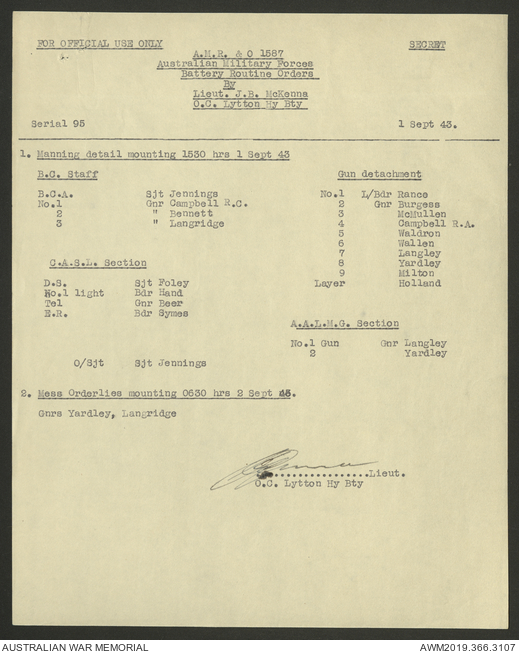 FOR OFFICIAL USE ONLY SECRET
A.M.R. & O 1587
Australian Military Forces
Battery Routine Orders
By
Lieut. J.B. McKenna
O.C. Lytton Hy Bty
Serial 95 1 Sept 43.
1. Manning detail mounting 1530 hrs 1 Sept 43
B.C. Staff
B.C.A. Sjt Jennings
No.1 Gnr Campbell R.C.
2 " Bennett
3 " Langridge
Gun detachment
No.1 L/Bdr Rance
2 Gnr Burgess
3 McMullen
4 Campbell R.A.
5 Waldron
6 Wallen
7 Langley
8 Yardley
9 Milton
Layer Holland
C.A.S.L. Section
D.S. Sjt Foley
No.1 light Bdr Hand
Tel Gnr Beer
E.R. Bdr Symes
A.A.L.M.G. Section
No.1 Gun Gnr Langley
2 Yardley
O/Sjt Sjt Jennings
2. Mess Orderlies mounting 0630 hrs 2 Sept 43.
Gnrs Yardley, Langridge
................Lieut.
O.C. Lytton Hy Bty
AUSTRALIAN WAR MEMORIAL AWM2019.366.3107